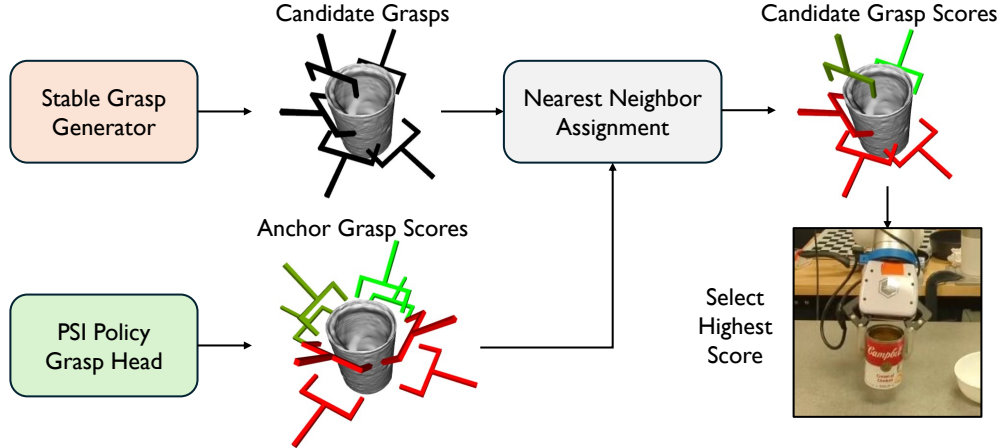 Candidate Grasps
Candidate Grasp Scores
Stable Grasp
Generator
Nearest Neighbor
Assignment
Anchor Grasp Scores
PSI Policy
Grasp Head
Select
Highest
Score
Campbell's